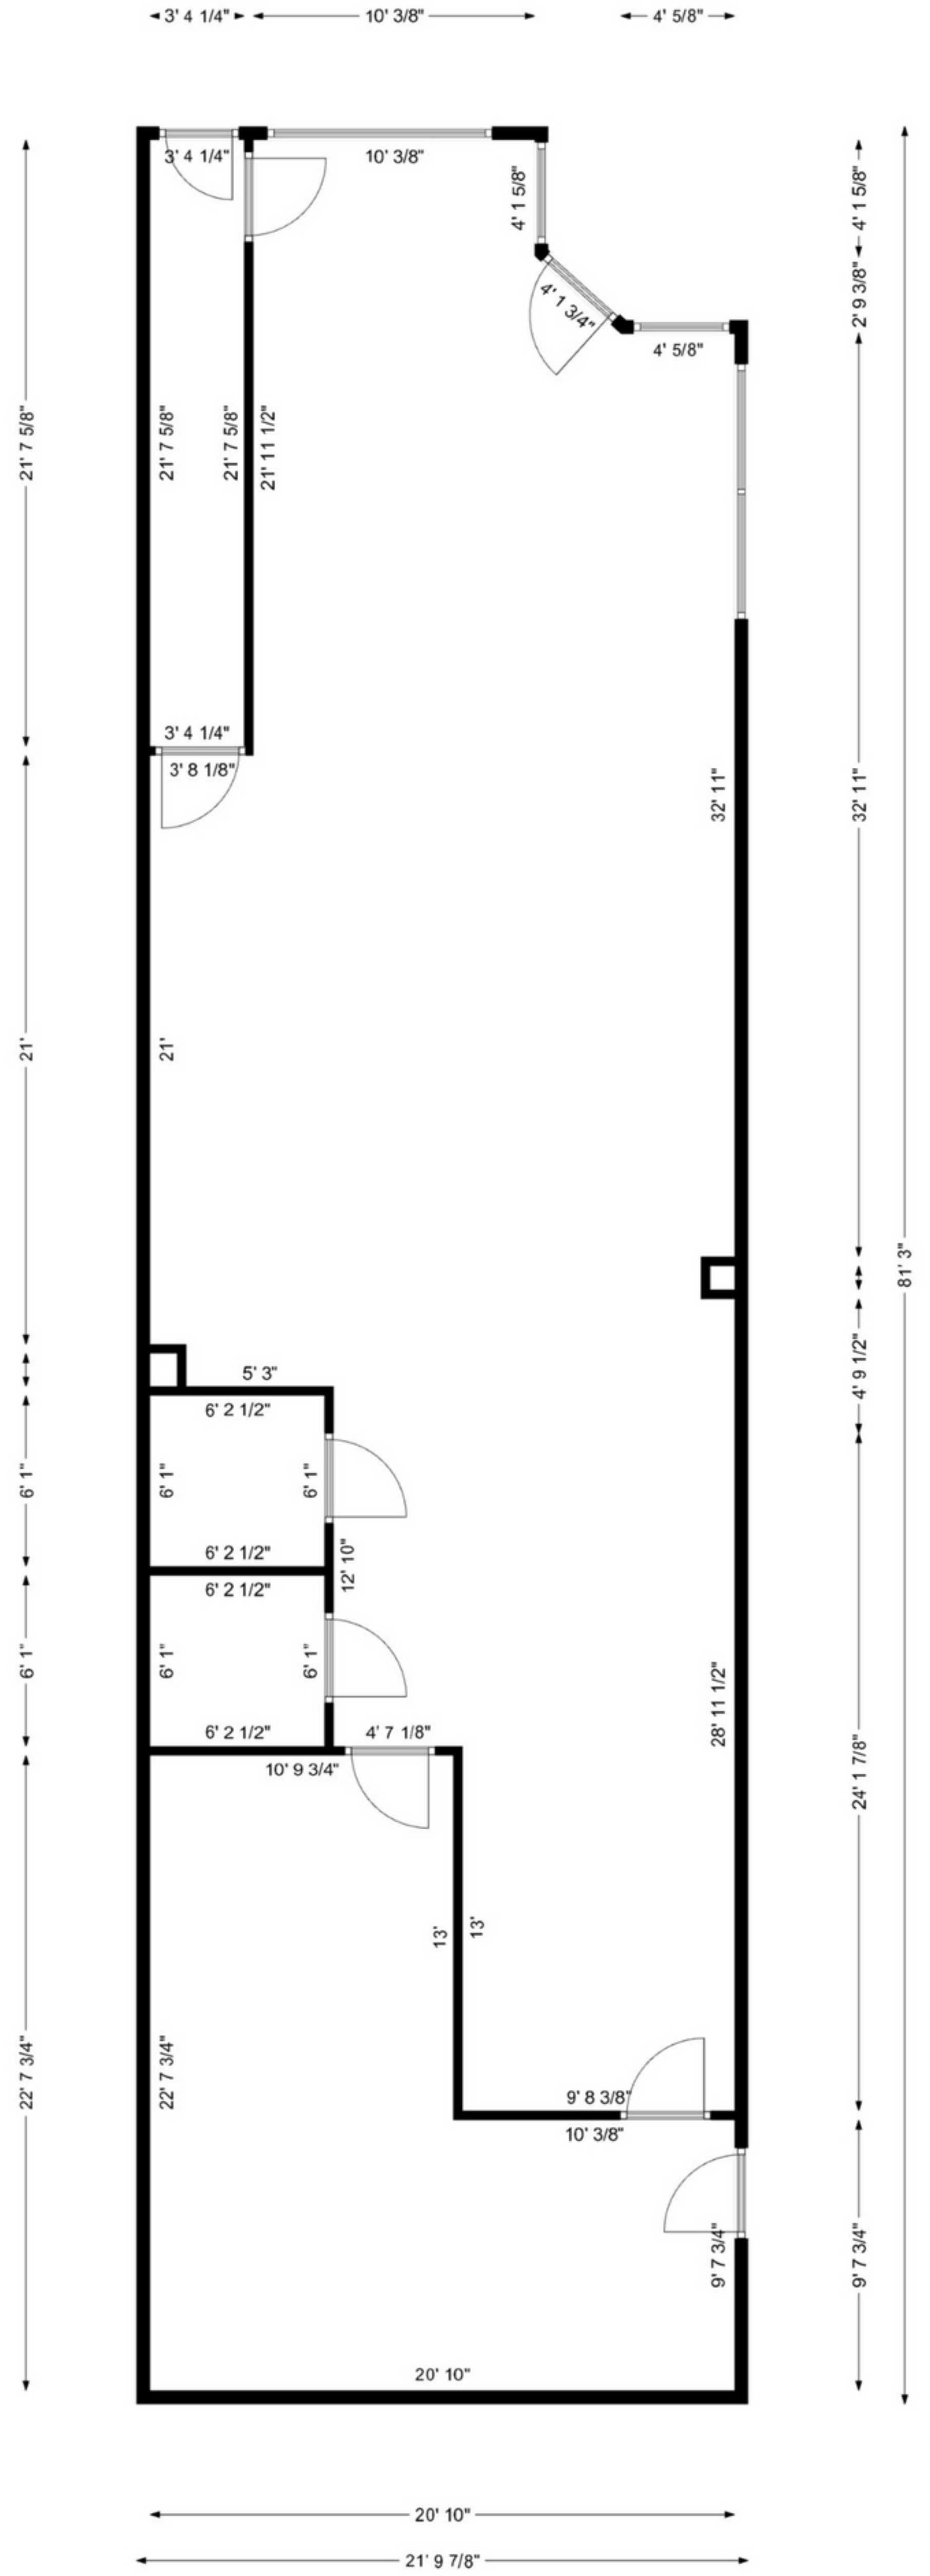 3' 4 1/4"
10' 3/8"
4' 5/8"
3' 4 1/4"
10' 3/8"
4' 1 5/8"
4' 1 5/8"
2' 9 3/8"
4' 1 3/4"
4' 5/8"
21' 7 5/8"
21' 7 5/8"
21' 7 5/8"
21' 11 1/2"
3' 4 1/4"
3' 8 1/8"
32' 11"
32' 11"
21'
21'
81' 3"
5' 3"
4' 9 1/2"
6' 2 1/2"
6' 1"
6' 1"
6' 1"
6' 2 1/2"
12' 10"
6' 2 1/2"
6' 1"
6' 1"
6' 1"
28' 11 1/2"
6' 2 1/2"
4' 7 1/8"
10' 9 3/4"
24' 1 7/8"
13'
13'
22' 7 3/4"
22' 7 3/4"
9' 8 3/8"
10' 3/8"
9' 7 3/4"
9' 7 3/4"
20' 10"
20' 10"
21' 9 7/8"